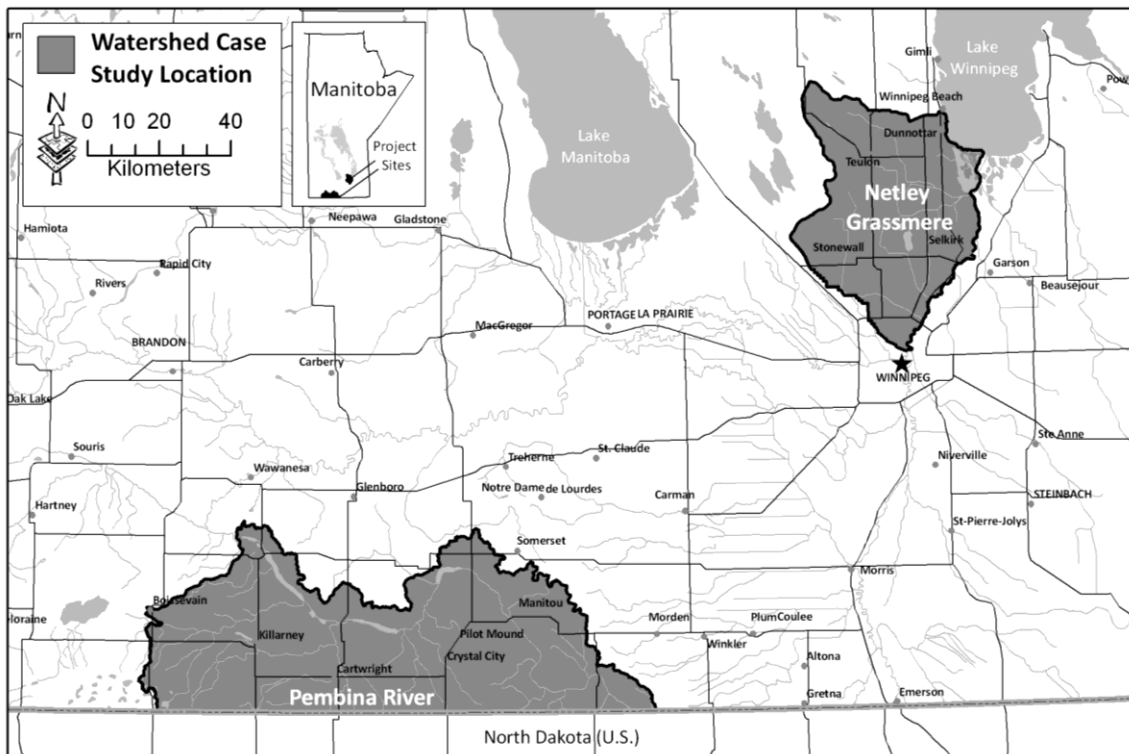 Watershed Case
Study Location
N
0 10 20 40
Kilometers
Manitoba
Project
Sites
Lake
Winnipeg
Gimli
Winnipeg Beach
Dunnottar
Teulon
Netley
Grassmere
Stonewall
Selkirk
Lake
Manitoba
Garson
Beausejour
Hamiota
Neepawa
Gladstone
Rapid City
Rivers
BRANDON
MacGregor
PORTAGE LA PRAIRIE
Carberry
WINNIPEG
Oak Lake
Souris
Wawanesa
Treherne
St. Claude
Ste Anne
Niverville
Hartney
Glenboro
Notre Dame de Lourdes
Carman
STEINBACH
St-Pierre-Jolys
Somerset
Morris
Boissevain
Manitou
Morden
Plum Coulee
Killarney
Pilot Mound
Winkler
Crystal City
Cartwright
Altona
Pembina River
Gretna
Emerson
North Dakota (U.S.)